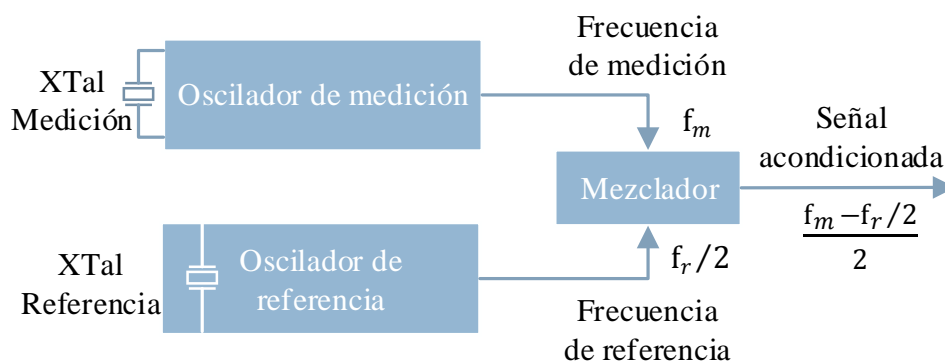 XTal
Medición
Oscilador de medición
Frecuencia
de medición
f_m
Mezclador
Señal
acondicionada
f_m −f_r/2
2
XTal
Referencia
Oscilador de
referencia
f_r/2
Frecuencia
de referencia